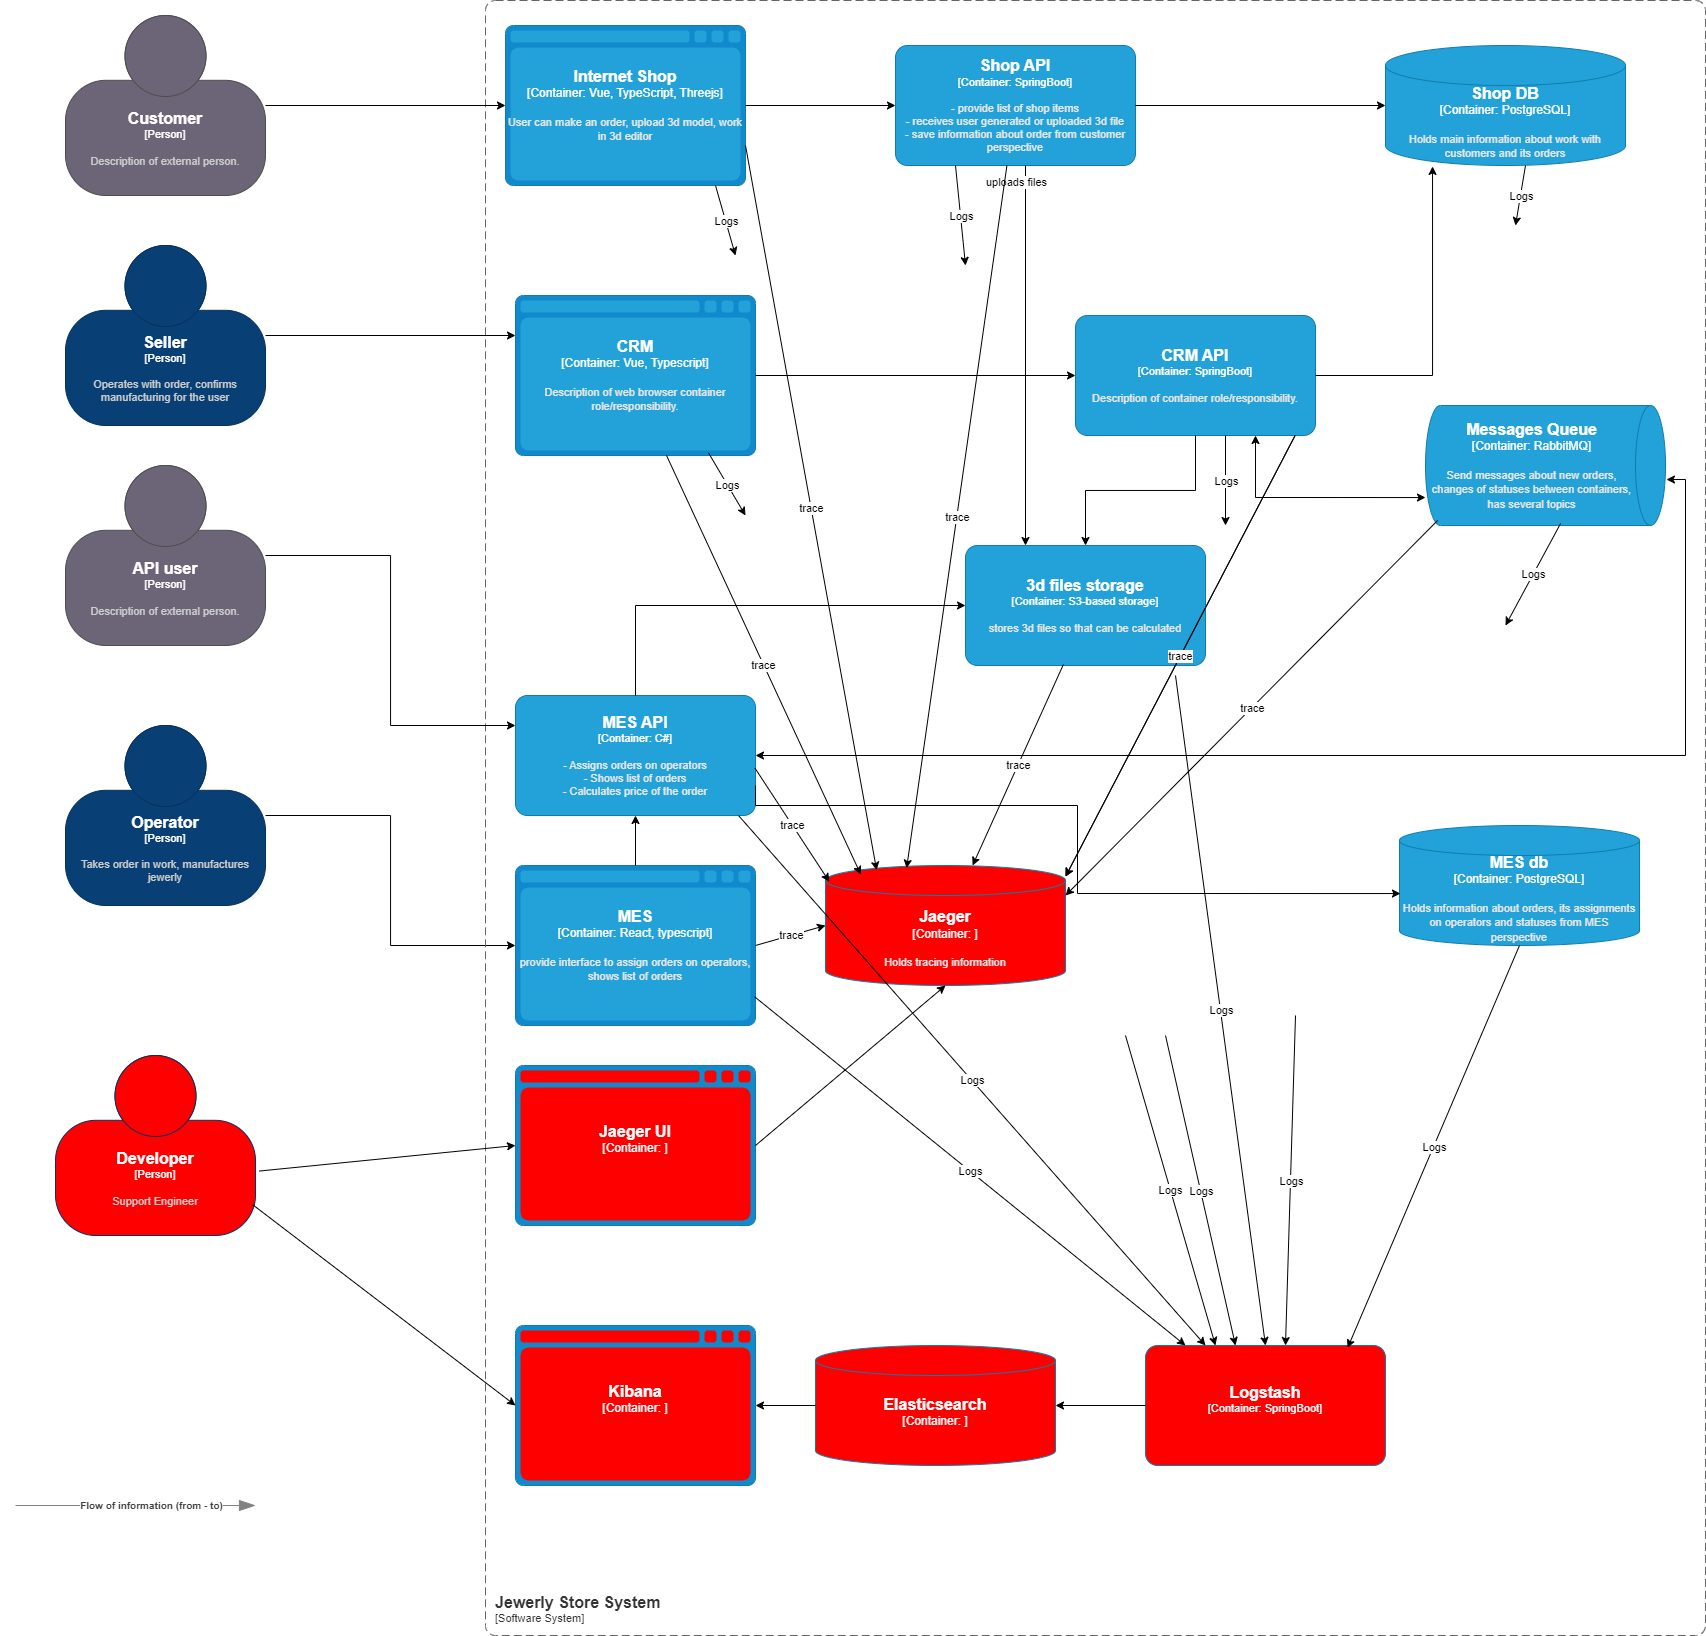 Customer
[Person]
Description of external person.
Internet Shop
[Container: Vue, TypeScript, Threejs]
User can make an order, upload 3d model, work
in 3d editor
Shop API
[Container: SpringBoot]
- provide list of shop items
- receives user generated or uploaded 3d file
- save information about order from customer
perspective
Shop DB
[Container: PostgreSQL]
Holds main information about work with
customers and its orders
uploads files
Logs
Logs
Logs
Seller
[Person]
Operates with order, confirms
manufacturing for the user
CRM
[Container: Vue, Typescript]
Description of web browser container
role/responsibility.
CRM API
[Container: SpringBoot]
Description of container role/responsibility.
Messages Queue
[Container: RabbitMQ]
Send messages about new orders,
changes of statuses between containers,
has several topics
Logs
Logs
trace
trace
Logs
API user
[Person]
Description of external person.
3d files storage
[Container: S3-based storage]
stores 3d files so that can be calculated
trace
trace
trace
trace
MES API
[Container: C#]
- Assigns orders on operators
- Shows list of orders
- Calculates price of the order
trace
Operator
[Person]
Takes order in work, manufactures
jewerly
MES db
[Container: PostgreSQL]
Holds information about orders, its assignments
on operators and statuses from MES
perspective
MES
[Container: React, typescript]
provide interface to assign orders on operators,
shows list of orders
trace
Jaeger
[Container: ]
Holds tracing information
Logs
Logs
Logs
Logs
Logs
Logs
Logs
Developer
[Person]
Support Engineer
Jaeger UI
[Container: ]
Kibana
[Container: ]
Elasticsearch
[Container: ]
Logstash
[Container: SpringBoot]
Flow of information (from - to)
Jewerly Store System
[Software System]